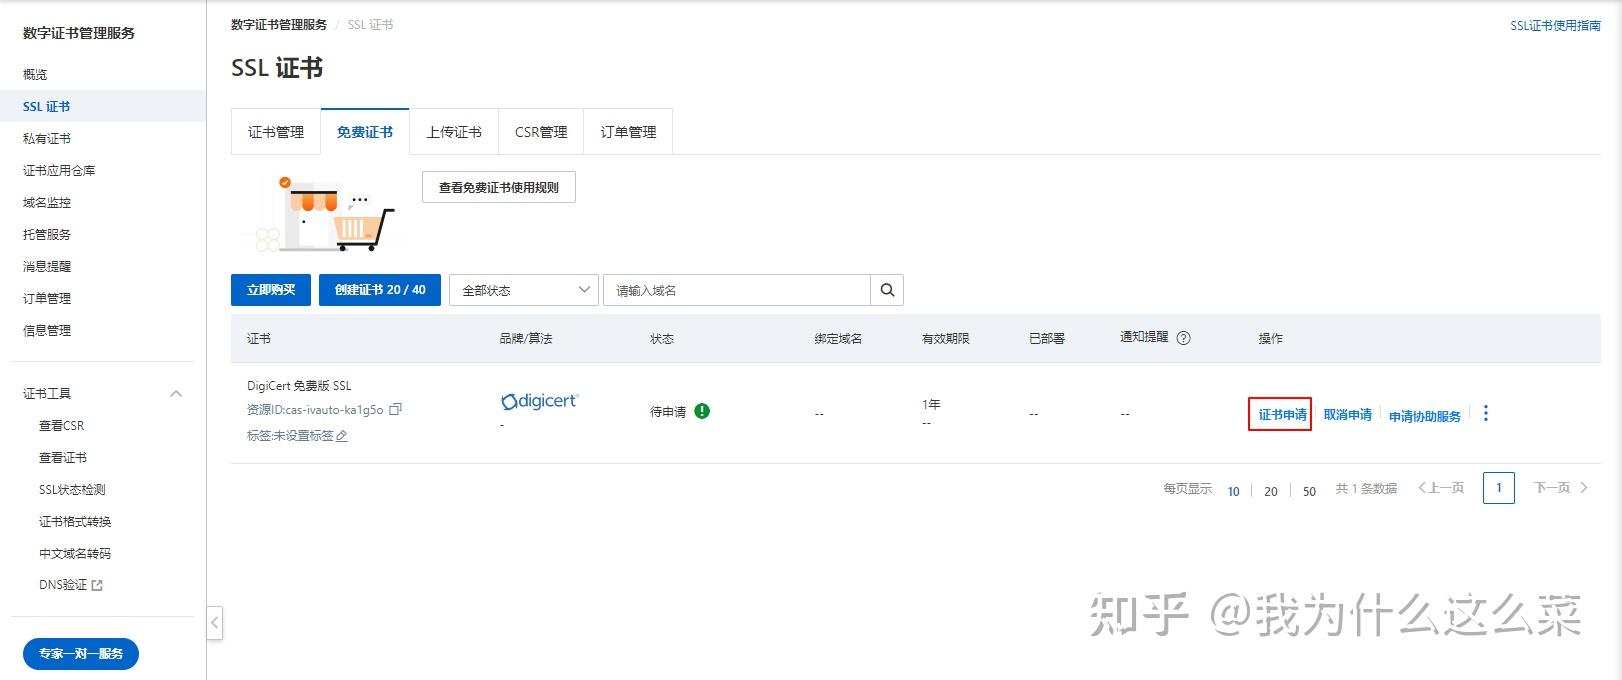 数字证书管理服务
概览
SSL 证书
私有证书
证书应用仓库
域名监控
托管服务
消息提醒
订单管理
信息管理
证书工具
查看CSR
查看证书
SSL状态检测
证书格式转换
中文域名转码
DNS验证
专家一对一服务
数字证书管理服务 / SSL 证书
SSL证书使用指南
SSL 证书
证书管理 免费证书 上传证书 CSR管理 订单管理
查看免费证书使用规则
立即购买 创建证书 20 / 40 全部状态 请输入域名
证书 品牌/算法 状态 绑定域名 有效期限 已部署 通知提醒 操作
DigiCert 免费版 SSL
资源ID:cas-ivauto-ka1g5o
标签:未设置标签
digicert
-
待申请
--
1年
--
--
--
证书申请 取消申请 申请协助服务
每页显示 10 20 50 共 1 条数据 上一页 1 下一页
知乎 @我为什么这么菜